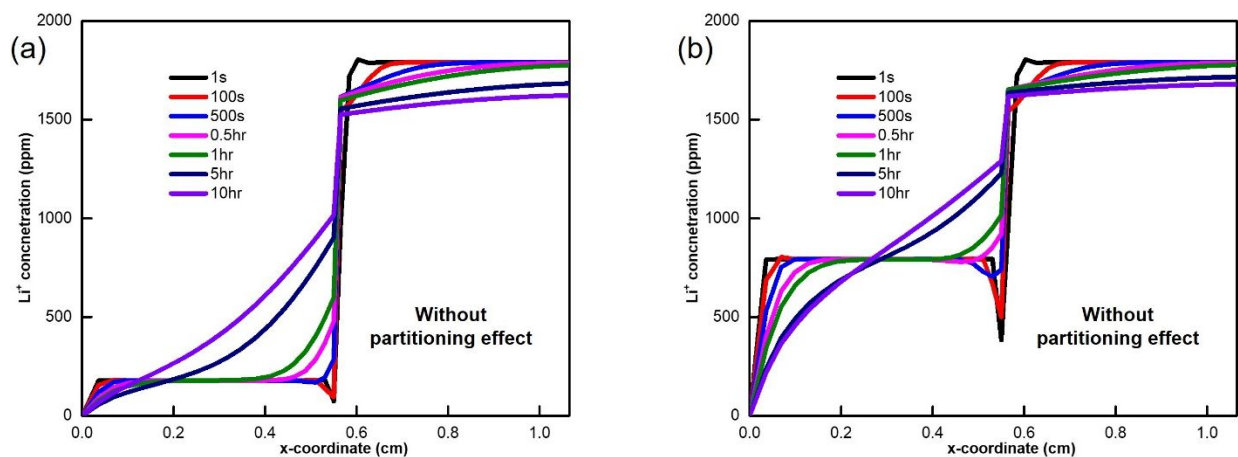 (a)
Li+ concnetration (ppm)
2000
1500
1000
500
0
1s
100s
500s
0.5hr
1hr
5hr
10hr
Without
partitioning effect
0.0 0.2 0.4 0.6 0.8 1.0
x-coordinate (cm)
(b)
Li+ concnetration (ppm)
2000
1500
1000
500
0
1s
100s
500s
0.5hr
1hr
5hr
10hr
Without
partitioning effect
0.0 0.2 0.4 0.6 0.8 1.0
x-coordinate (cm)